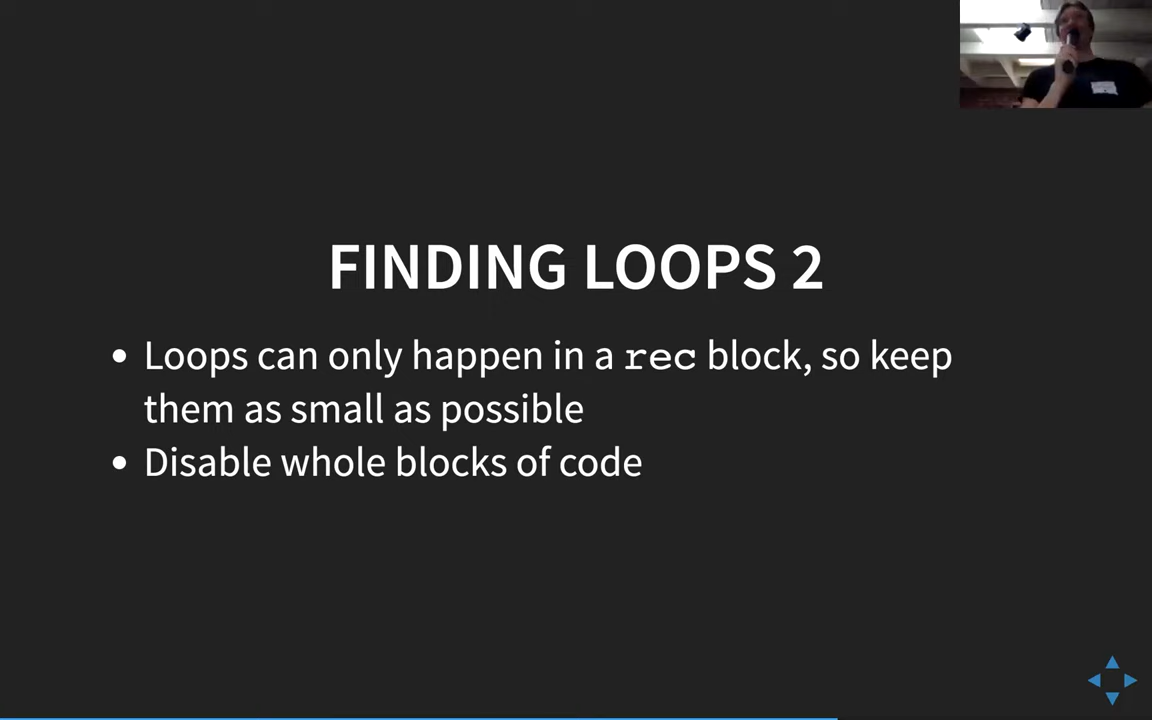 FINDING LOOPS 2
Loops can only happen in a rec block, so keep
them as small as possible
Disable whole blocks of code